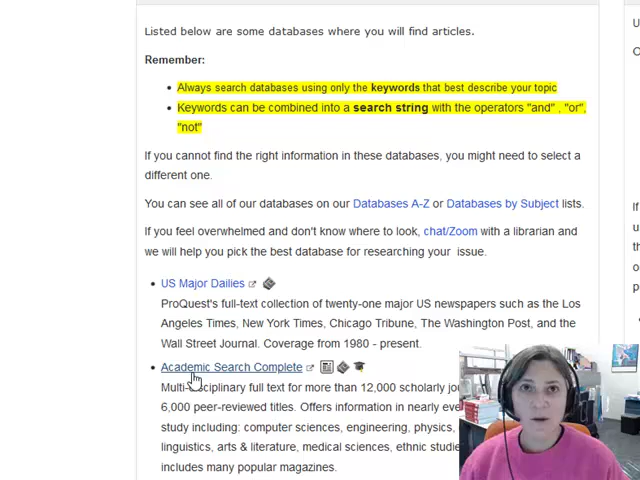 Listed below are some databases where you will find articles.
Remember:
Always search databases using only the keywords that best describe your topic
Keywords can be combined into a search string with the operators "and" , "or",
"not"
If you cannot find the right information in these databases, you might need to select a
different one.
You can see all of our databases on our Databases A-Z or Databases by Subject lists.
If you feel overwhelmed and don't know where to look, chat/Zoom with a librarian and
we will help you pick the best database for researching your issue.
US Major Dailies
ProQuest's full-text collection of twenty-one major US newspapers such as the Los
Angeles Times, New York Times, Chicago Tribune, The Washington Post, and the
Wall Street Journal. Coverage from 1980 - present.
Academic Search Complete
Multi-disciplinary full text for more than 12,000 scholarly
6,000 peer-reviewed titles. Offers information in nearly
study including: computer sciences, engineering, physics,
linguistics, arts & literature, medical sciences, ethnic
includes many popular magazines.